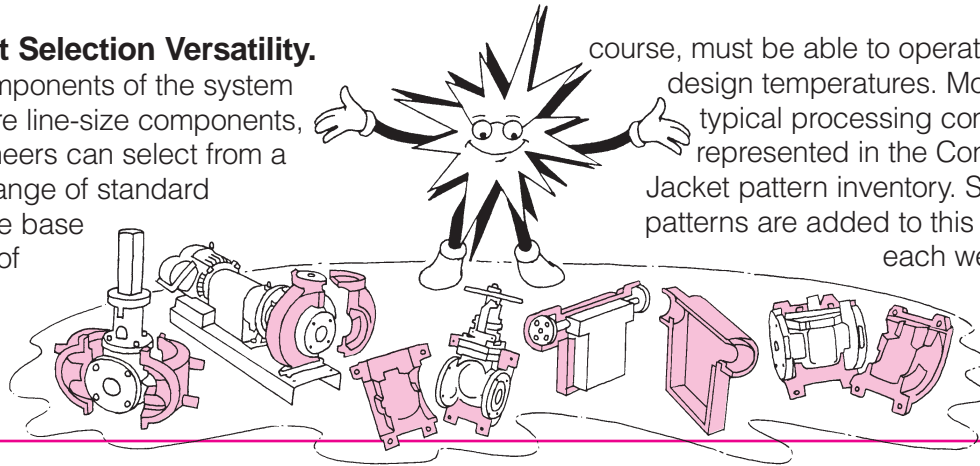 t Selection Versatility.
mponents of the system
re line-size components,
neers can select from a
ange of standard
e base
of
course, must be able to operat
design temperatures. Mo
typical processing con
represented in the Con
Jacket pattern inventory. S
patterns are added to this
each we